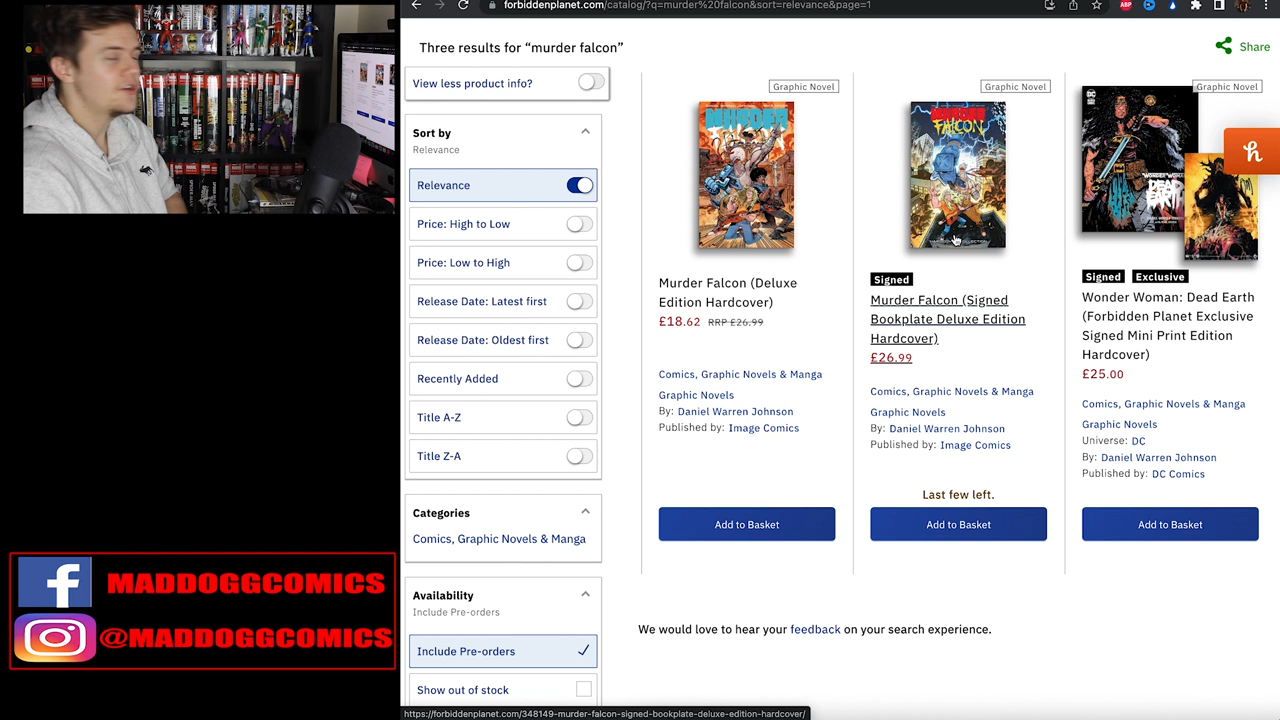 forbiddenplanet.com/catalog/?q=murder%20falcon&sort=relevance&page=1
ABP
Three results for “murder falcon”
Share
View less product info?
Sort by
Relevance
Relevance
Price: High to Low
Price: Low to High
Release Date: Latest first
Release Date: Oldest first
Recently Added
Title A-Z
Title Z-A
Categories
Comics, Graphic Novels & Manga
Availability
Include Pre-orders
Include Pre-orders
Show out of stock
Graphic Novel
MURDER
Murder Falcon (Deluxe
Edition Hardcover)
£18.62 RRP £26.99
Comics, Graphic Novels & Manga
Graphic Novels
By: Daniel Warren Johnson
Published by: Image Comics
Add to Basket
Graphic Novel
MURDER
FALCON
Signed
Murder Falcon (Signed
Bookplate Deluxe Edition
Hardcover)
£26.99
Comics, Graphic Novels & Manga
Graphic Novels
By: Daniel Warren Johnson
Published by: Image Comics
Last few left.
Add to Basket
Graphic Novel
WONDER WOMAN
DEAD
EARTH
Signed Exclusive
Wonder Woman: Dead Earth
(Forbidden Planet Exclusive
Signed Mini Print Edition
Hardcover)
£25.00
Comics, Graphic Novels & Manga
Graphic Novels
Universe: DC
By: Daniel Warren Johnson
Published by: DC Comics
Add to Basket
h
We would love to hear your feedback on your search experience.
https://forbiddenplanet.com/348149-murder-falcon-signed-bookplate-deluxe-edition-hardcover/
f
MADDOGGCOMICS
@MADDOGGCOMICS